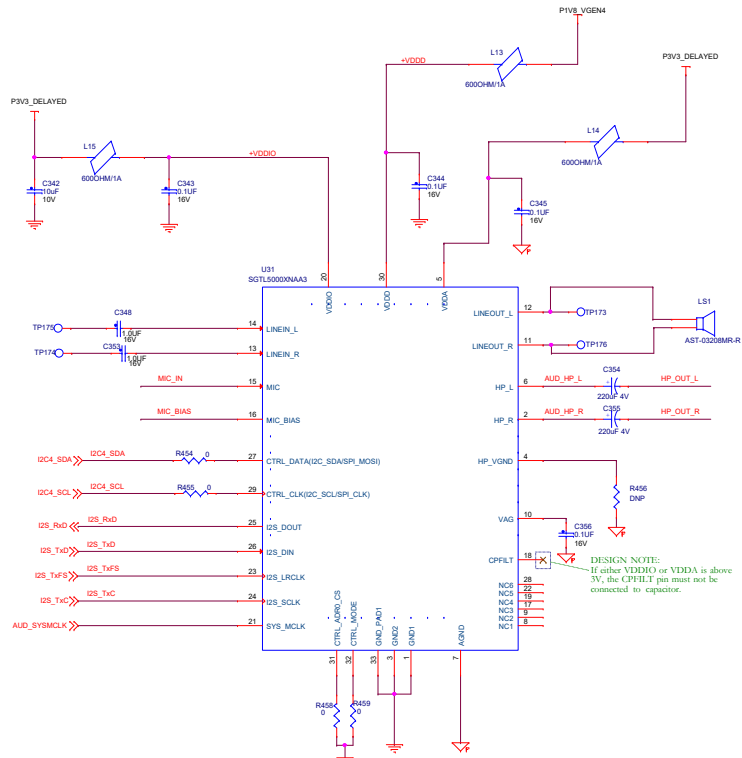 P1V8_VGEN4
L13
+VDDD
600OHM/1A
P3V3_DELAYED
P3V3_DELAYED
L14
600OHM/1A
L15
+VDDIO
600OHM/1A
C342
10uF
10V
C343
0.1UF
16V
C344
0.1UF
16V
C345
0.1UF
16V
U31
SGTL5000XNAA3
20
30
5
VDDIO
VDDD
VDDA
TP175
C348
1.0UF
16V
14
LINEIN_L
TP174
C353
1.0UF
16V
13
LINEIN_R
MIC_IN
15
MIC
MIC_BIAS
16
MIC_BIAS
I2C4_SDA
I2C4_SDA
R454
0
27
CTRL_DATA(I2C_SDA/SPI_MOSI)
I2C4_SCL
I2C4_SCL
R455
0
29
CTRL_CLK(I2C_SCL/SPI_CLK)
I2S_RxD
I2S_RxD
25
I2S_DOUT
I2S_TxD
I2S_TxD
26
I2S_DIN
I2S_TxFS
I2S_TxFS
23
I2S_LRCLK
I2S_TxC
I2S_TxC
24
I2S_SCLK
AUD_SYSMCLK
21
SYS_MCLK
LINEOUT_L
12
TP173
LS1
AST-03208MR-R
LINEOUT_R
11
TP176
HP_L
6
AUD_HP_L
C354
220uF 4V
HP_OUT_L
HP_R
2
AUD_HP_R
C355
220uF 4V
HP_OUT_R
HP_VGND
4
R456
DNP
VAG
10
C356
0.1UF
16V
CPFILT
18
DESIGN NOTE:
If either VDDIO or VDDA is above
3V, the CPFILT pin must not be
connected to capacitor.
NC6
28
NC5
22
NC4
19
NC3
17
NC2
9
NC1
8
CTRL_ADR0_CS
CTRL_MODE
GND_PAD1
GND2
GND1
AGND
31
32
33
3
1
7
R458
0
R459
0